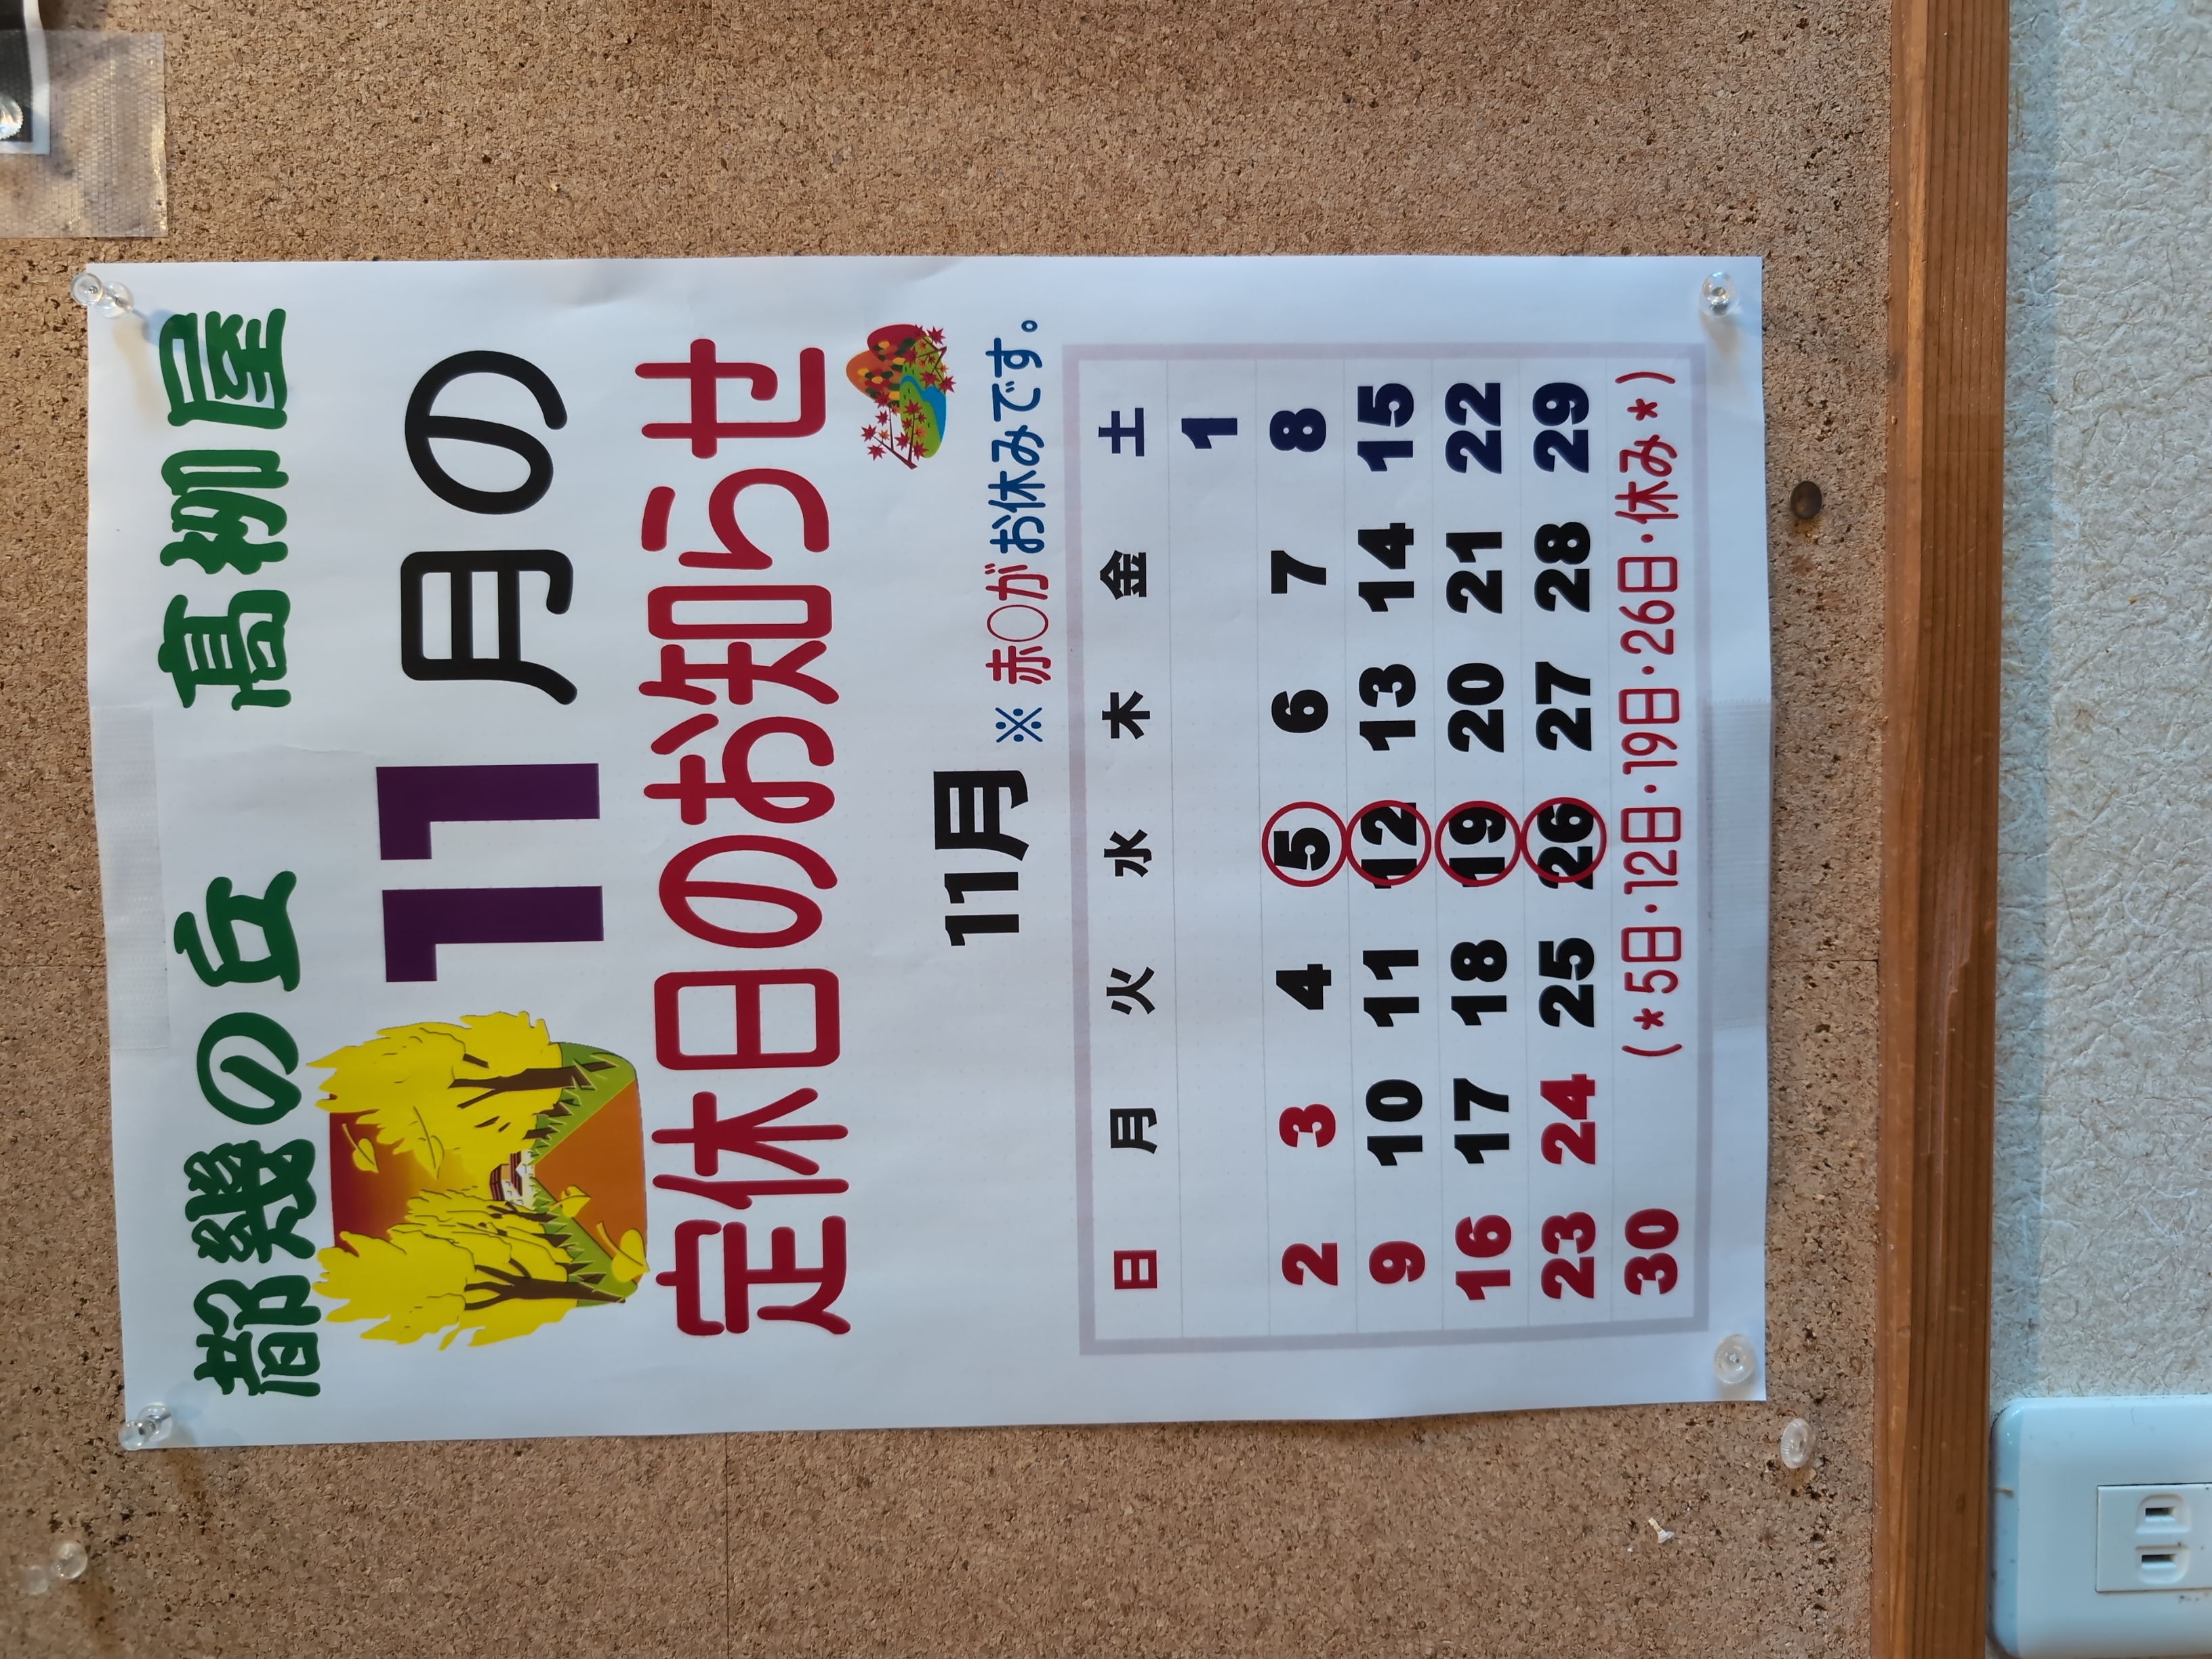 都幾の丘 髙柳屋
11月の
定休日のお知らせ
11月
※ 赤〇がお休みです。
日 月 火 水 木 金 土
1
2 3 4 5 6 7 8
9 10 11 12 13 14 15
16 17 18 19 20 21 22
23 24 25 26 27 28 29
30 (*5日・12日・19日・26日・休み*)